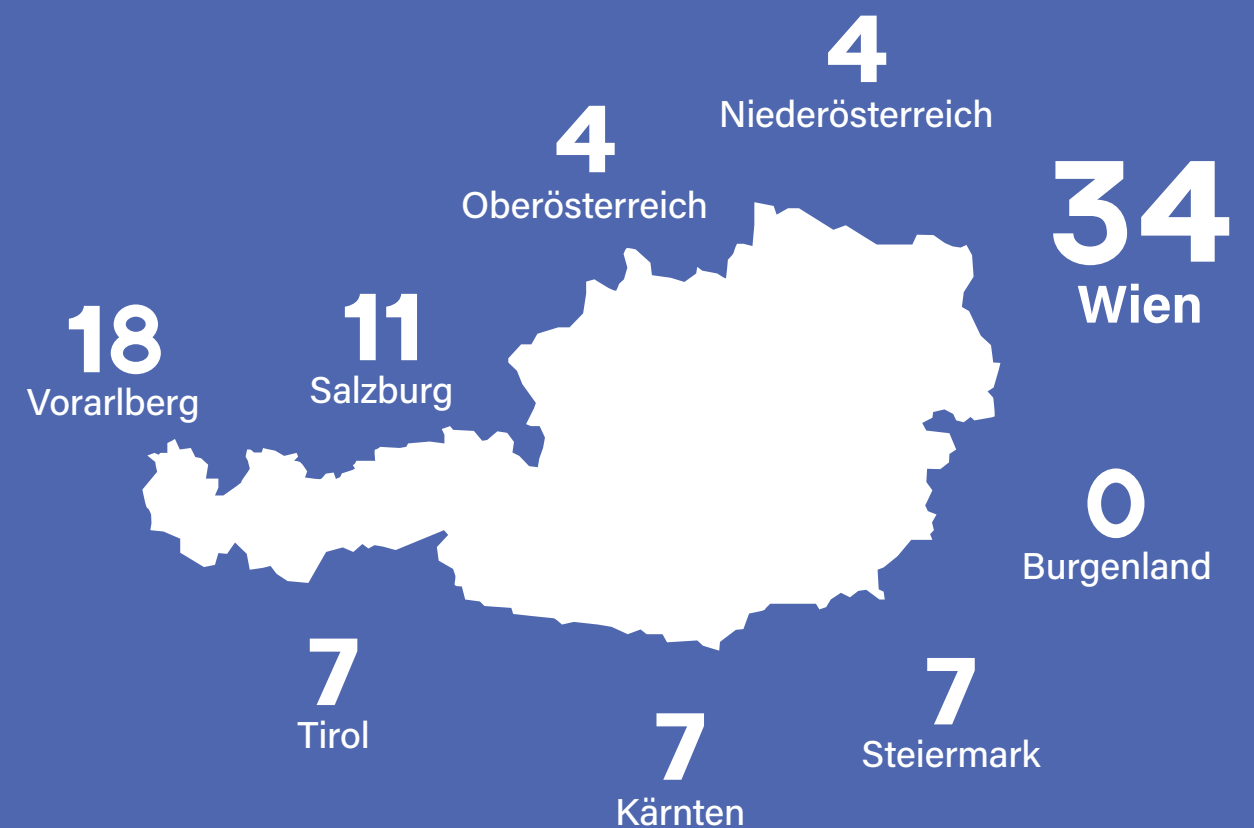 4
Niederösterreich
4
Oberösterreich
34
Wien
18
Vorarlberg
11
Salzburg
0
Burgenland
7
Tirol
7
Kärnten
7
Steiermark